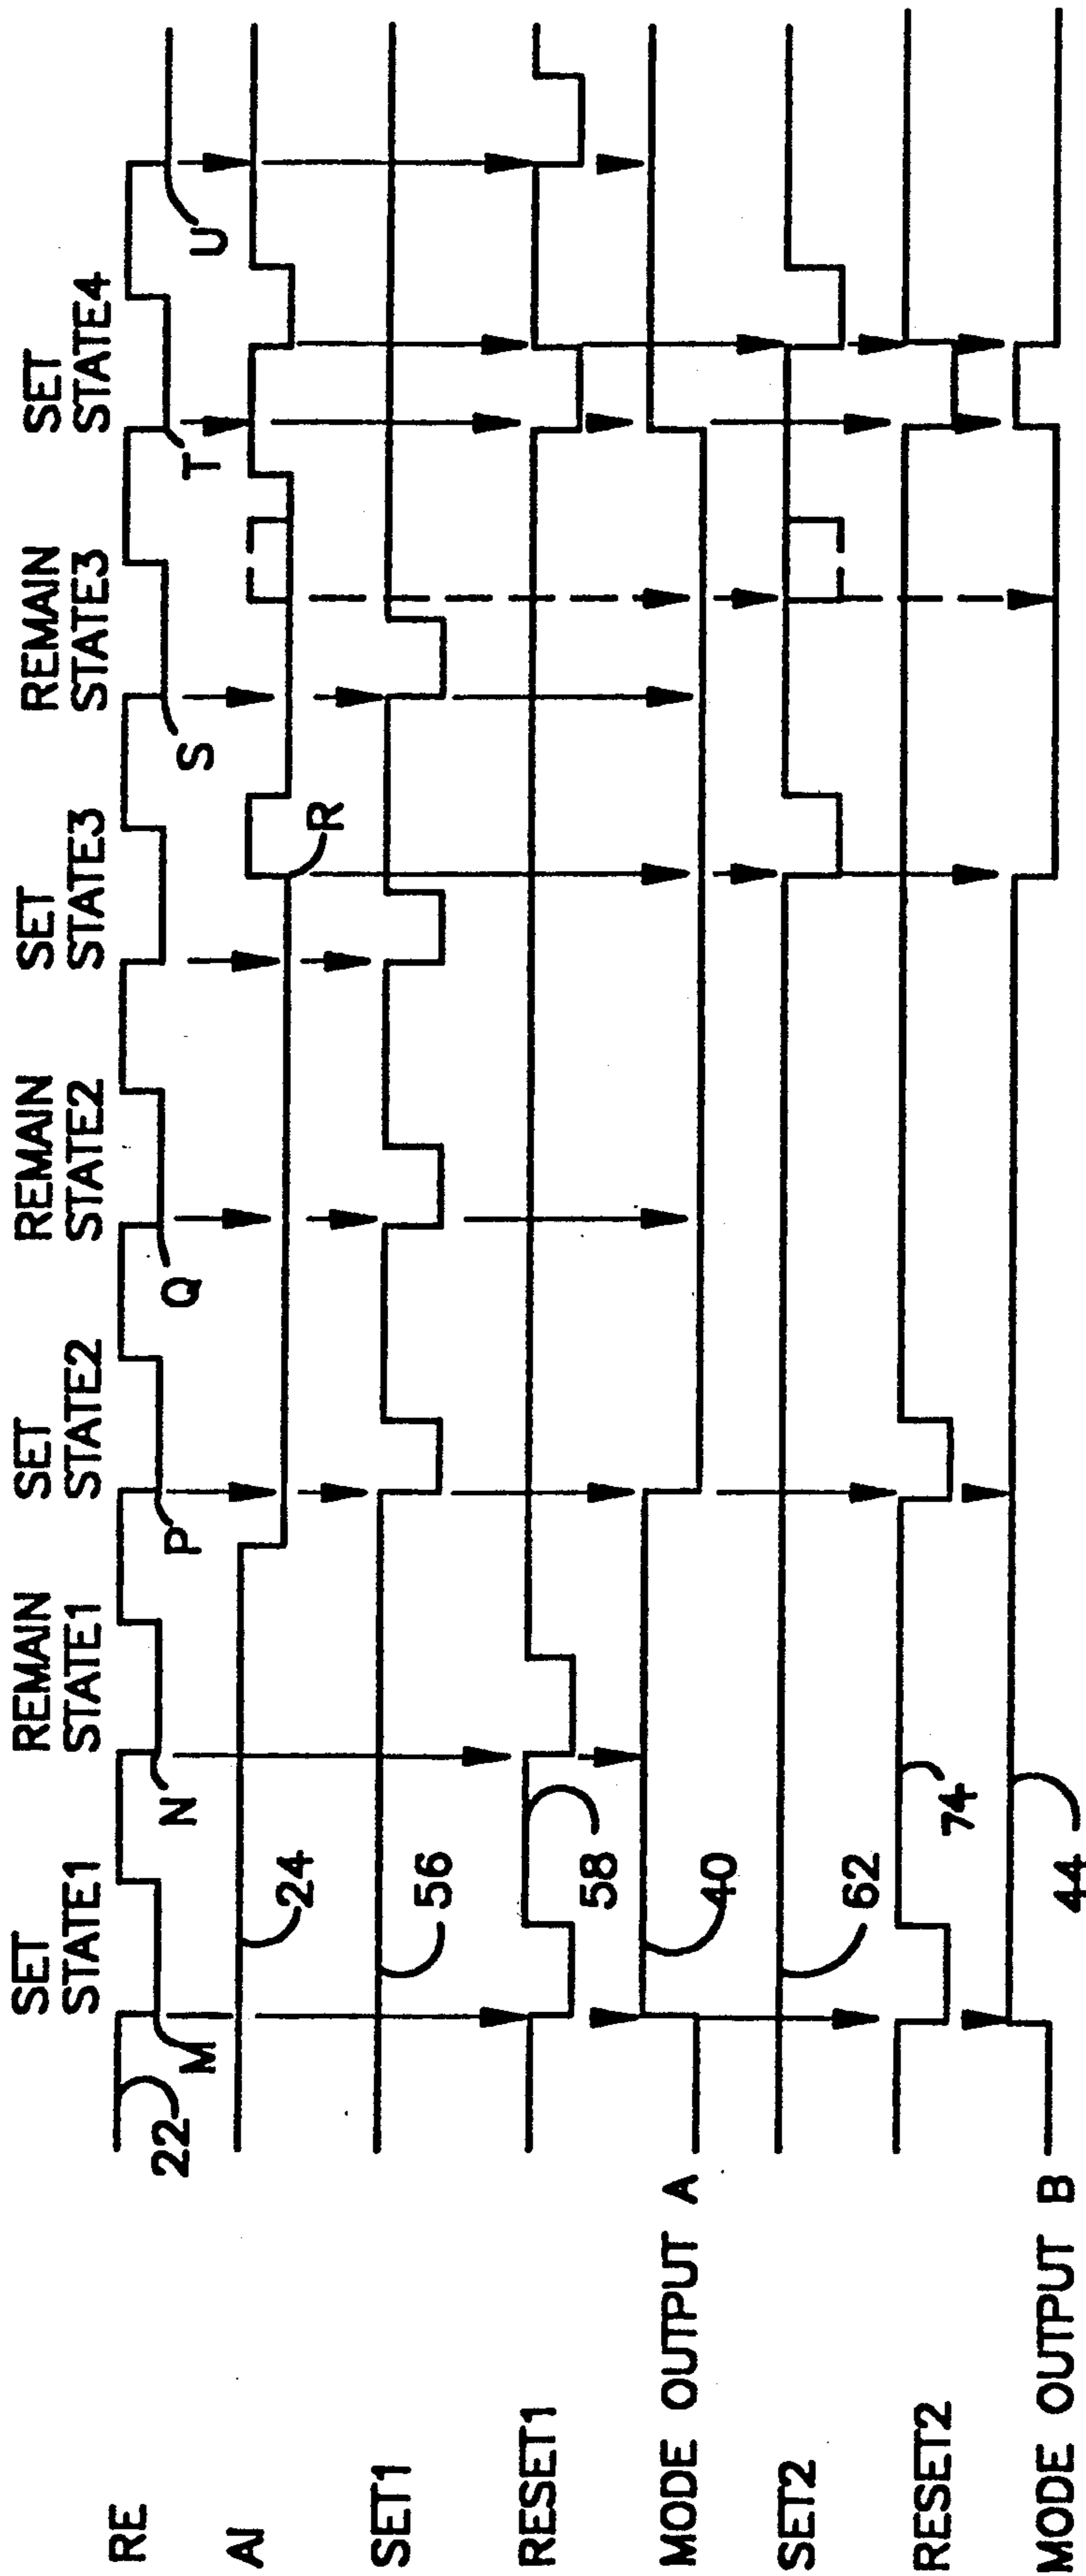 SET
STATE1
REMAIN
STATE1
SET
STATE2
REMAIN
STATE2
SET
STATE3
REMAIN
STATE3
SET
STATE4
RE
22
M
N
P
Q
S
T
U
AI
24
R
SET1
56
RESET1
58
MODE OUTPUT A
40
SET2
62
RESET2
74
MODE OUTPUT B
44